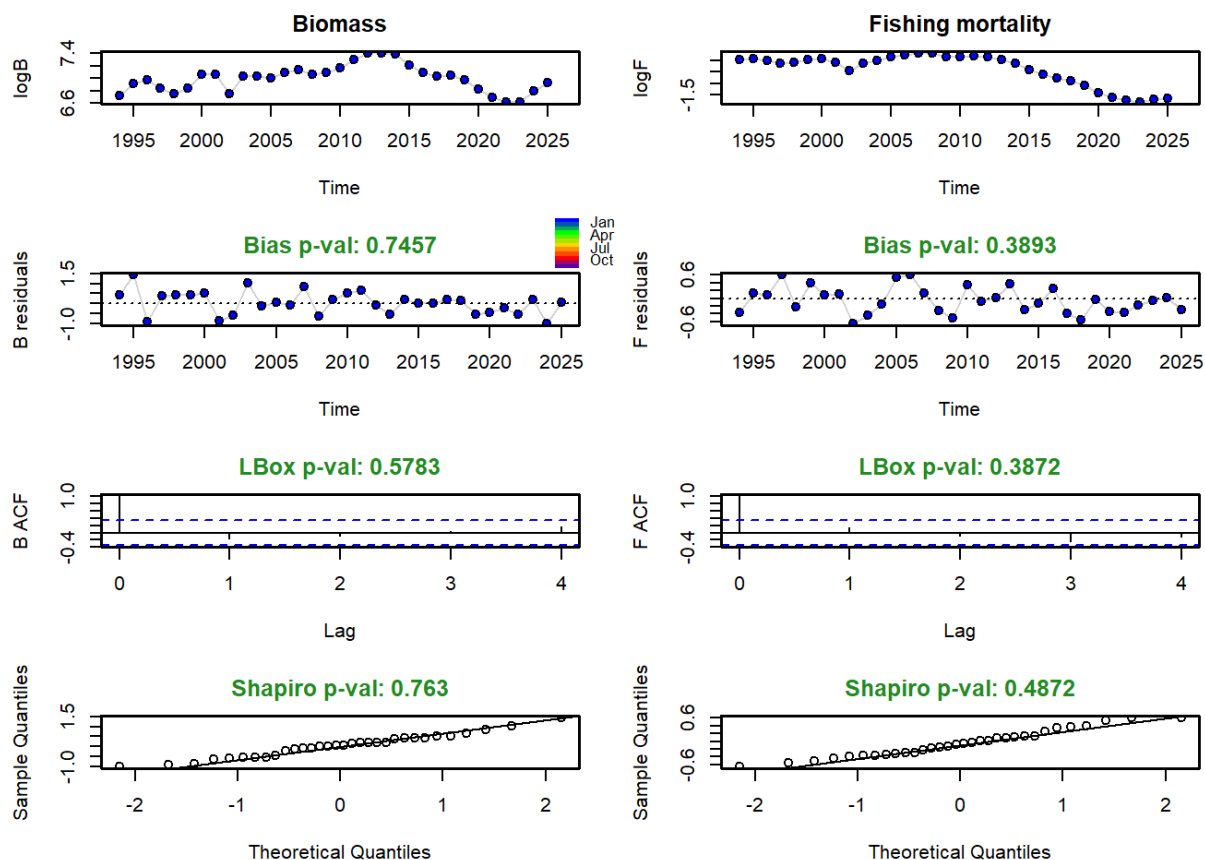 Biomass
logB
7.4
6.6
1995 2000 2005 2010 2015 2020 2025
Time
Fishing mortality
logF
-1.5
1995 2000 2005 2010 2015 2020 2025
Time
Bias p-val: 0.7457
Jan
Apr
Jul
Oct
B residuals
1.5
-1.0
1995 2000 2005 2010 2015 2020 2025
Time
Bias p-val: 0.3893
F residuals
0.6
-0.6
1995 2000 2005 2010 2015 2020 2025
Time
LBox p-val: 0.5783
B ACF
1.0
-0.4
0 1 2 3 4
Lag
LBox p-val: 0.3872
F ACF
1.0
-0.4
0 1 2 3 4
Lag
Shapiro p-val: 0.763
Sample Quantiles
1.5
-1.0
-2 -1 0 1 2
Theoretical Quantiles
Shapiro p-val: 0.4872
Sample Quantiles
0.6
-0.6
-2 -1 0 1 2
Theoretical Quantiles